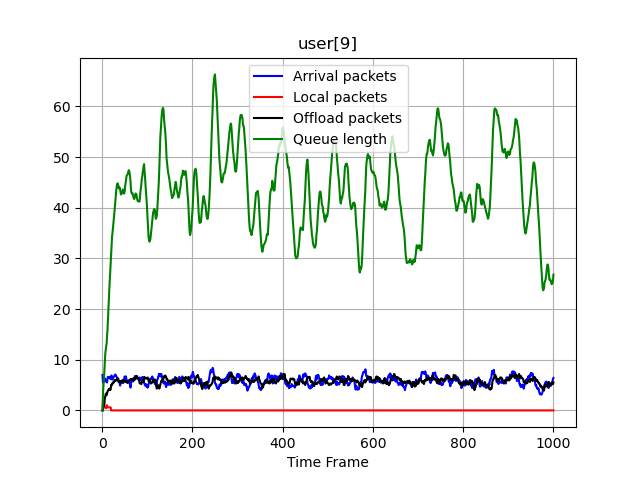 user[9]
Arrival packets
Local packets
Offload packets
Queue length
60
50
40
30
20
10
0
0 200 400 600 800 1000
Time Frame